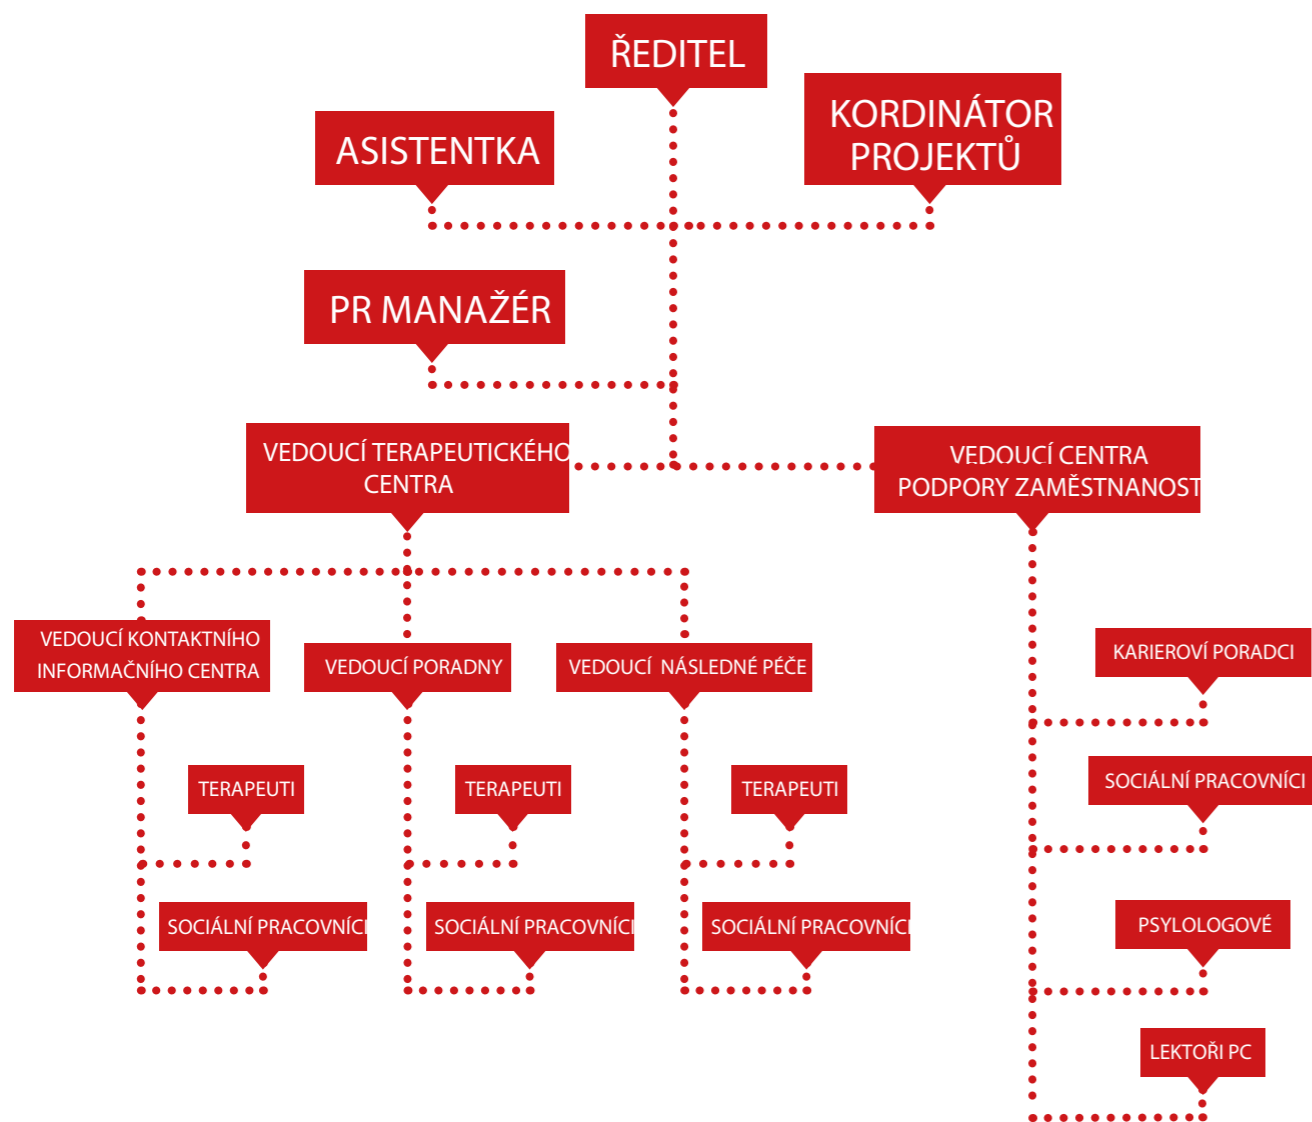 ŘEDITEL
ASISTENTKA
KORDINÁTOR
PROJEKTŮ
PR MANAŽÉR
VEDOUCÍ TERAPEUTICKÉHO
CENTRA
VEDOUCÍ CENTRA
PODPORY ZAMĚSTNANOST
VEDOUCÍ KONTAKTNÍHO
INFORMAČNÍHO CENTRA
VEDOUCÍ PORADNY
VEDOUCÍ NÁSLEDNÉ PÉČE
KARIEROVÍ PORADCI
TERAPEUTI
TERAPEUTI
TERAPEUTI
SOCIÁLNÍ PRACOVNÍCI
SOCIÁLNÍ PRACOVNÍCI
SOCIÁLNÍ PRACOVNÍCI
SOCIÁLNÍ PRACOVNÍCI
PSYLOLOGOVÉ
LEKTOŘI PC